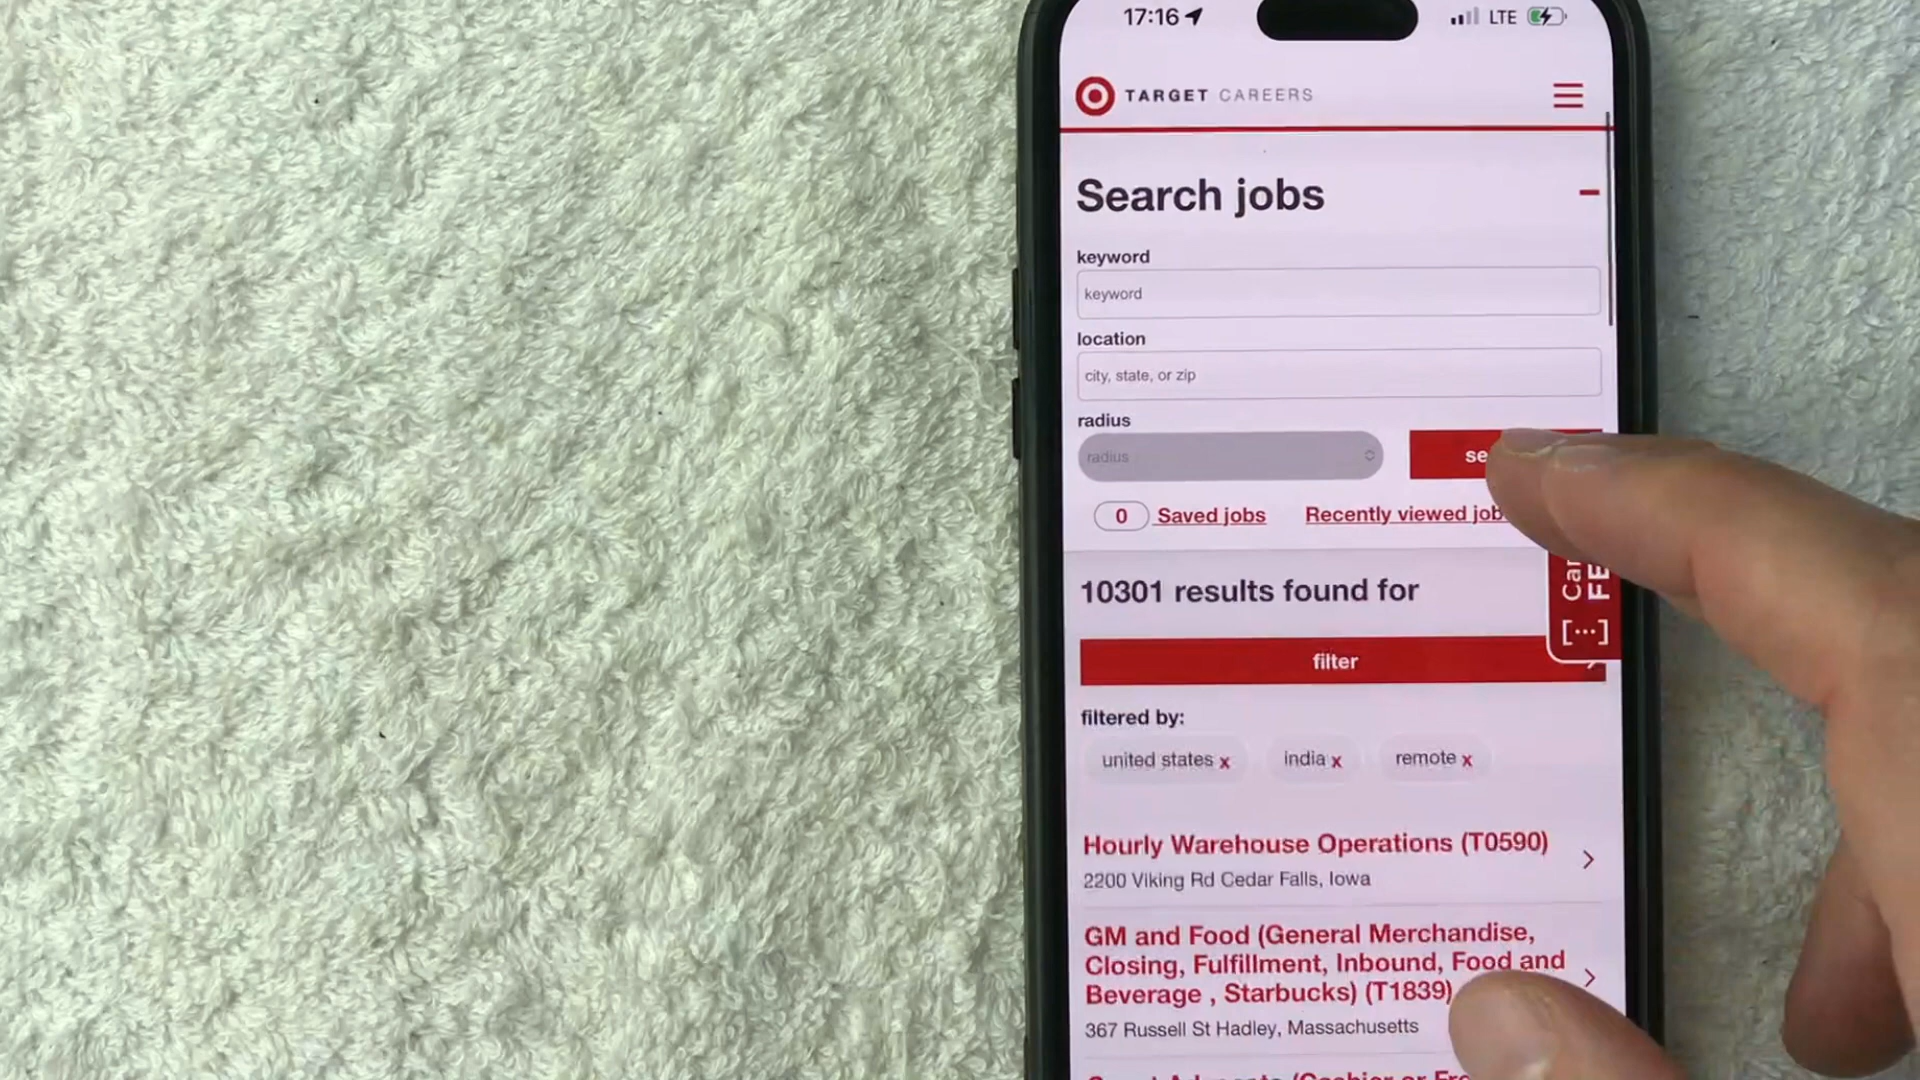 17:16 LTE
TARGET CAREERS
Search jobs
keyword
keyword
location
city, state, or zip
radius
radius
0 Saved jobs Recently viewed
10301 results found for
filter
filtered by:
united states x india x remote x
Hourly Warehouse Operations (T0590)
2200 Viking Rd Cedar Falls, Iowa
GM and Food (General Merchandise,
Closing, Fulfillment, Inbound, Food and
Beverage , Starbucks) (T1839)
367 Russell St Hadley, Massachusetts